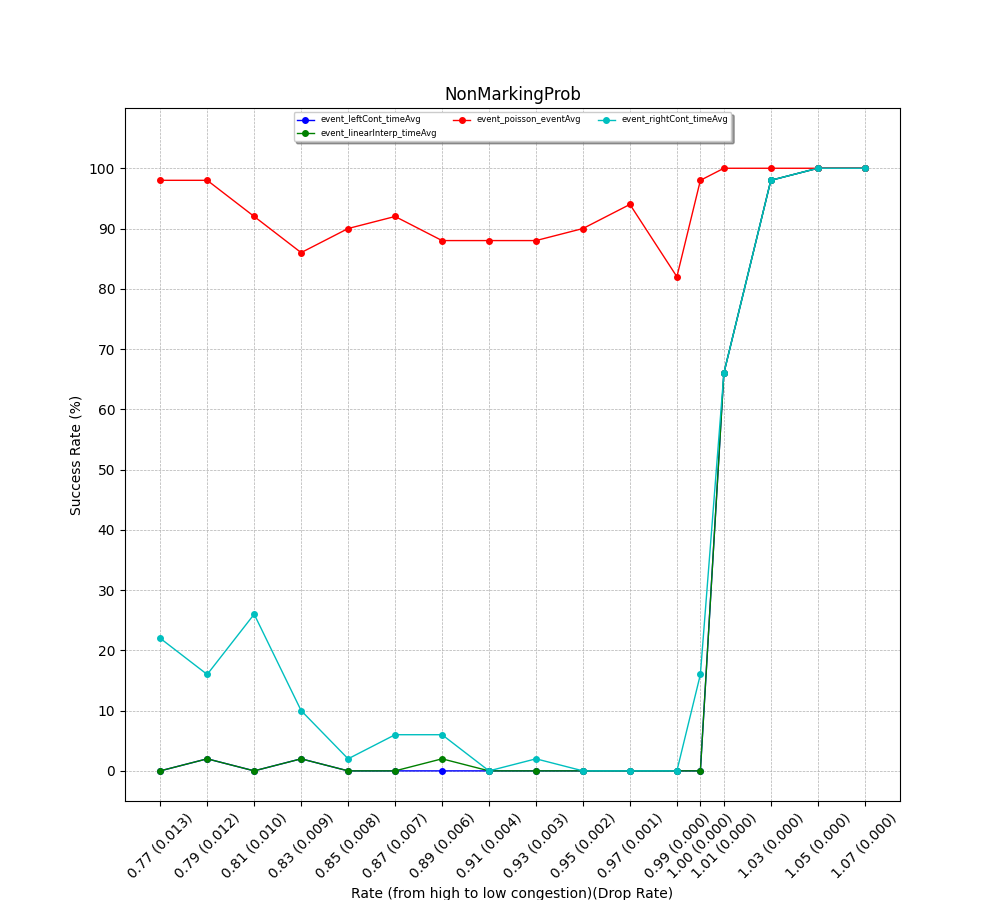 NonMarkingProb
event_leftCont_timeAvg event_poisson_eventAvg event_rightCont_timeAvg
event_linearInterp_timeAvg
100
90
80
70
60
50
40
30
20
10
0
Success Rate (%)
0.77 (0.013) 0.79 (0.012) 0.81 (0.010) 0.83 (0.009) 0.85 (0.008) 0.87 (0.007) 0.89 (0.006) 0.91 (0.004) 0.93 (0.003) 0.95 (0.002) 0.97 (0.001) 0.99 (0.000) 1.00 (0.000) 1.01 (0.000) 1.03 (0.000) 1.05 (0.000) 1.07 (0.000)
Rate (from high to low congestion)(Drop Rate)